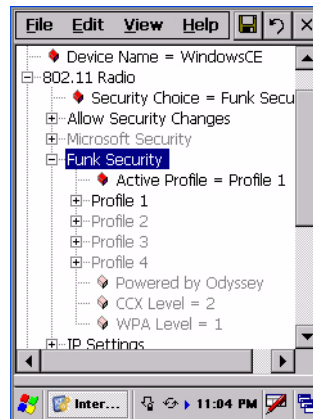 File Edit View Help
Device Name = WindowsCE
802.11 Radio
Security Choice = Funk Secu
Allow Security Changes
Microsoft Security
Funk Security
Active Profile = Profile 1
Profile 1
Profile 2
Profile 3
Profile 4
Powered by Odyssey
CCX Level = 2
WPA Level = 1
IP Settings
Inter... 11:04 PM